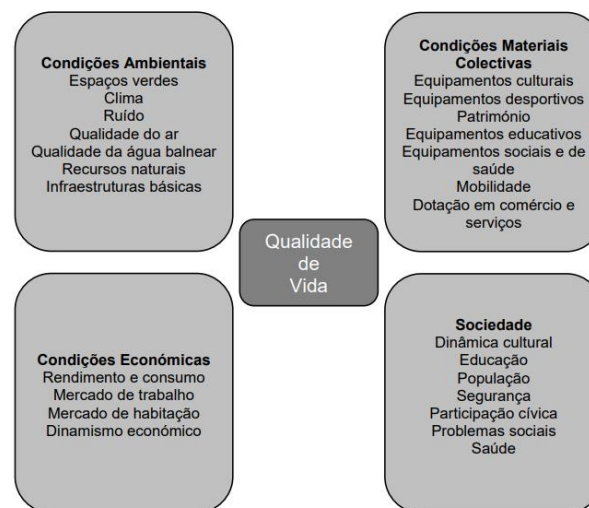 Condições Ambientais
Espaços verdes
Clima
Ruído
Qualidade do ar
Qualidade da água balnear
Recursos naturais
Infraestruturas básicas
Condições Materiais
Colectivas
Equipamentos culturais
Equipamentos desportivos
Património
Equipamentos educativos
Equipamentos sociais e de
saúde
Mobilidade
Dotação em comércio e
serviços
Qualidade
de
Vida
Condições Económicas
Rendimento e consumo
Mercado de trabalho
Mercado de habitação
Dinamismo económico
Sociedade
Dinâmica cultural
Educação
População
Segurança
Participação cívica
Problemas sociais
Saúde